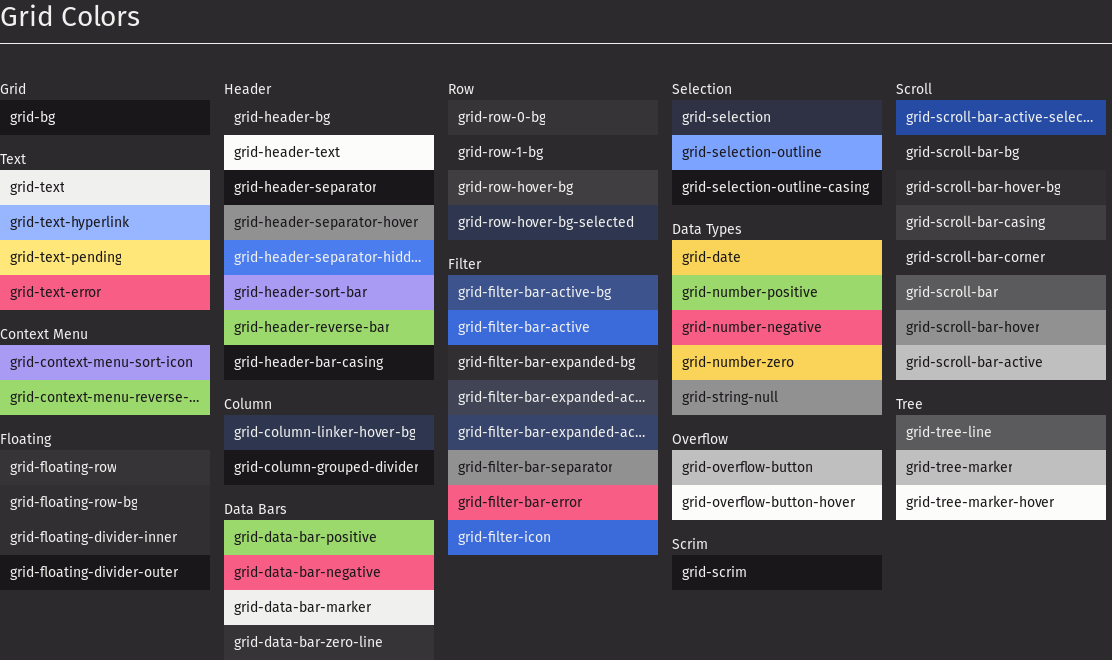 Grid Colors
Grid
grid-bg
Text
grid-text
grid-text-hyperlink
grid-text-pending
grid-text-error
Context Menu
grid-context-menu-sort-icon
grid-context-menu-reverse-...
Floating
grid-floating-row
grid-floating-row-bg
grid-floating-divider-inner
grid-floating-divider-outer
Header
grid-header-bg
grid-header-text
grid-header-separator
grid-header-separator-hover
grid-header-separator-hidd...
grid-header-sort-bar
grid-header-reverse-bar
grid-header-bar-casing
Column
grid-column-linker-hover-bg
grid-column-grouped-divider
Data Bars
grid-data-bar-positive
grid-data-bar-negative
grid-data-bar-marker
grid-data-bar-zero-line
Row
grid-row-0-bg
grid-row-1-bg
grid-row-hover-bg
grid-row-hover-bg-selected
Filter
grid-filter-bar-active-bg
grid-filter-bar-active
grid-filter-bar-expanded-bg
grid-filter-bar-expanded-ac...
grid-filter-bar-expanded-ac...
grid-filter-bar-separator
grid-filter-bar-error
grid-filter-icon
Selection
grid-selection
grid-selection-outline
grid-selection-outline-casing
Data Types
grid-date
grid-number-positive
grid-number-negative
grid-number-zero
grid-string-null
Overflow
grid-overflow-button
grid-overflow-button-hover
Scrim
grid-scrim
Scroll
grid-scroll-bar-active-selec...
grid-scroll-bar-bg
grid-scroll-bar-hover-bg
grid-scroll-bar-casing
grid-scroll-bar-corner
grid-scroll-bar
grid-scroll-bar-hover
grid-scroll-bar-active
Tree
grid-tree-line
grid-tree-marker
grid-tree-marker-hover